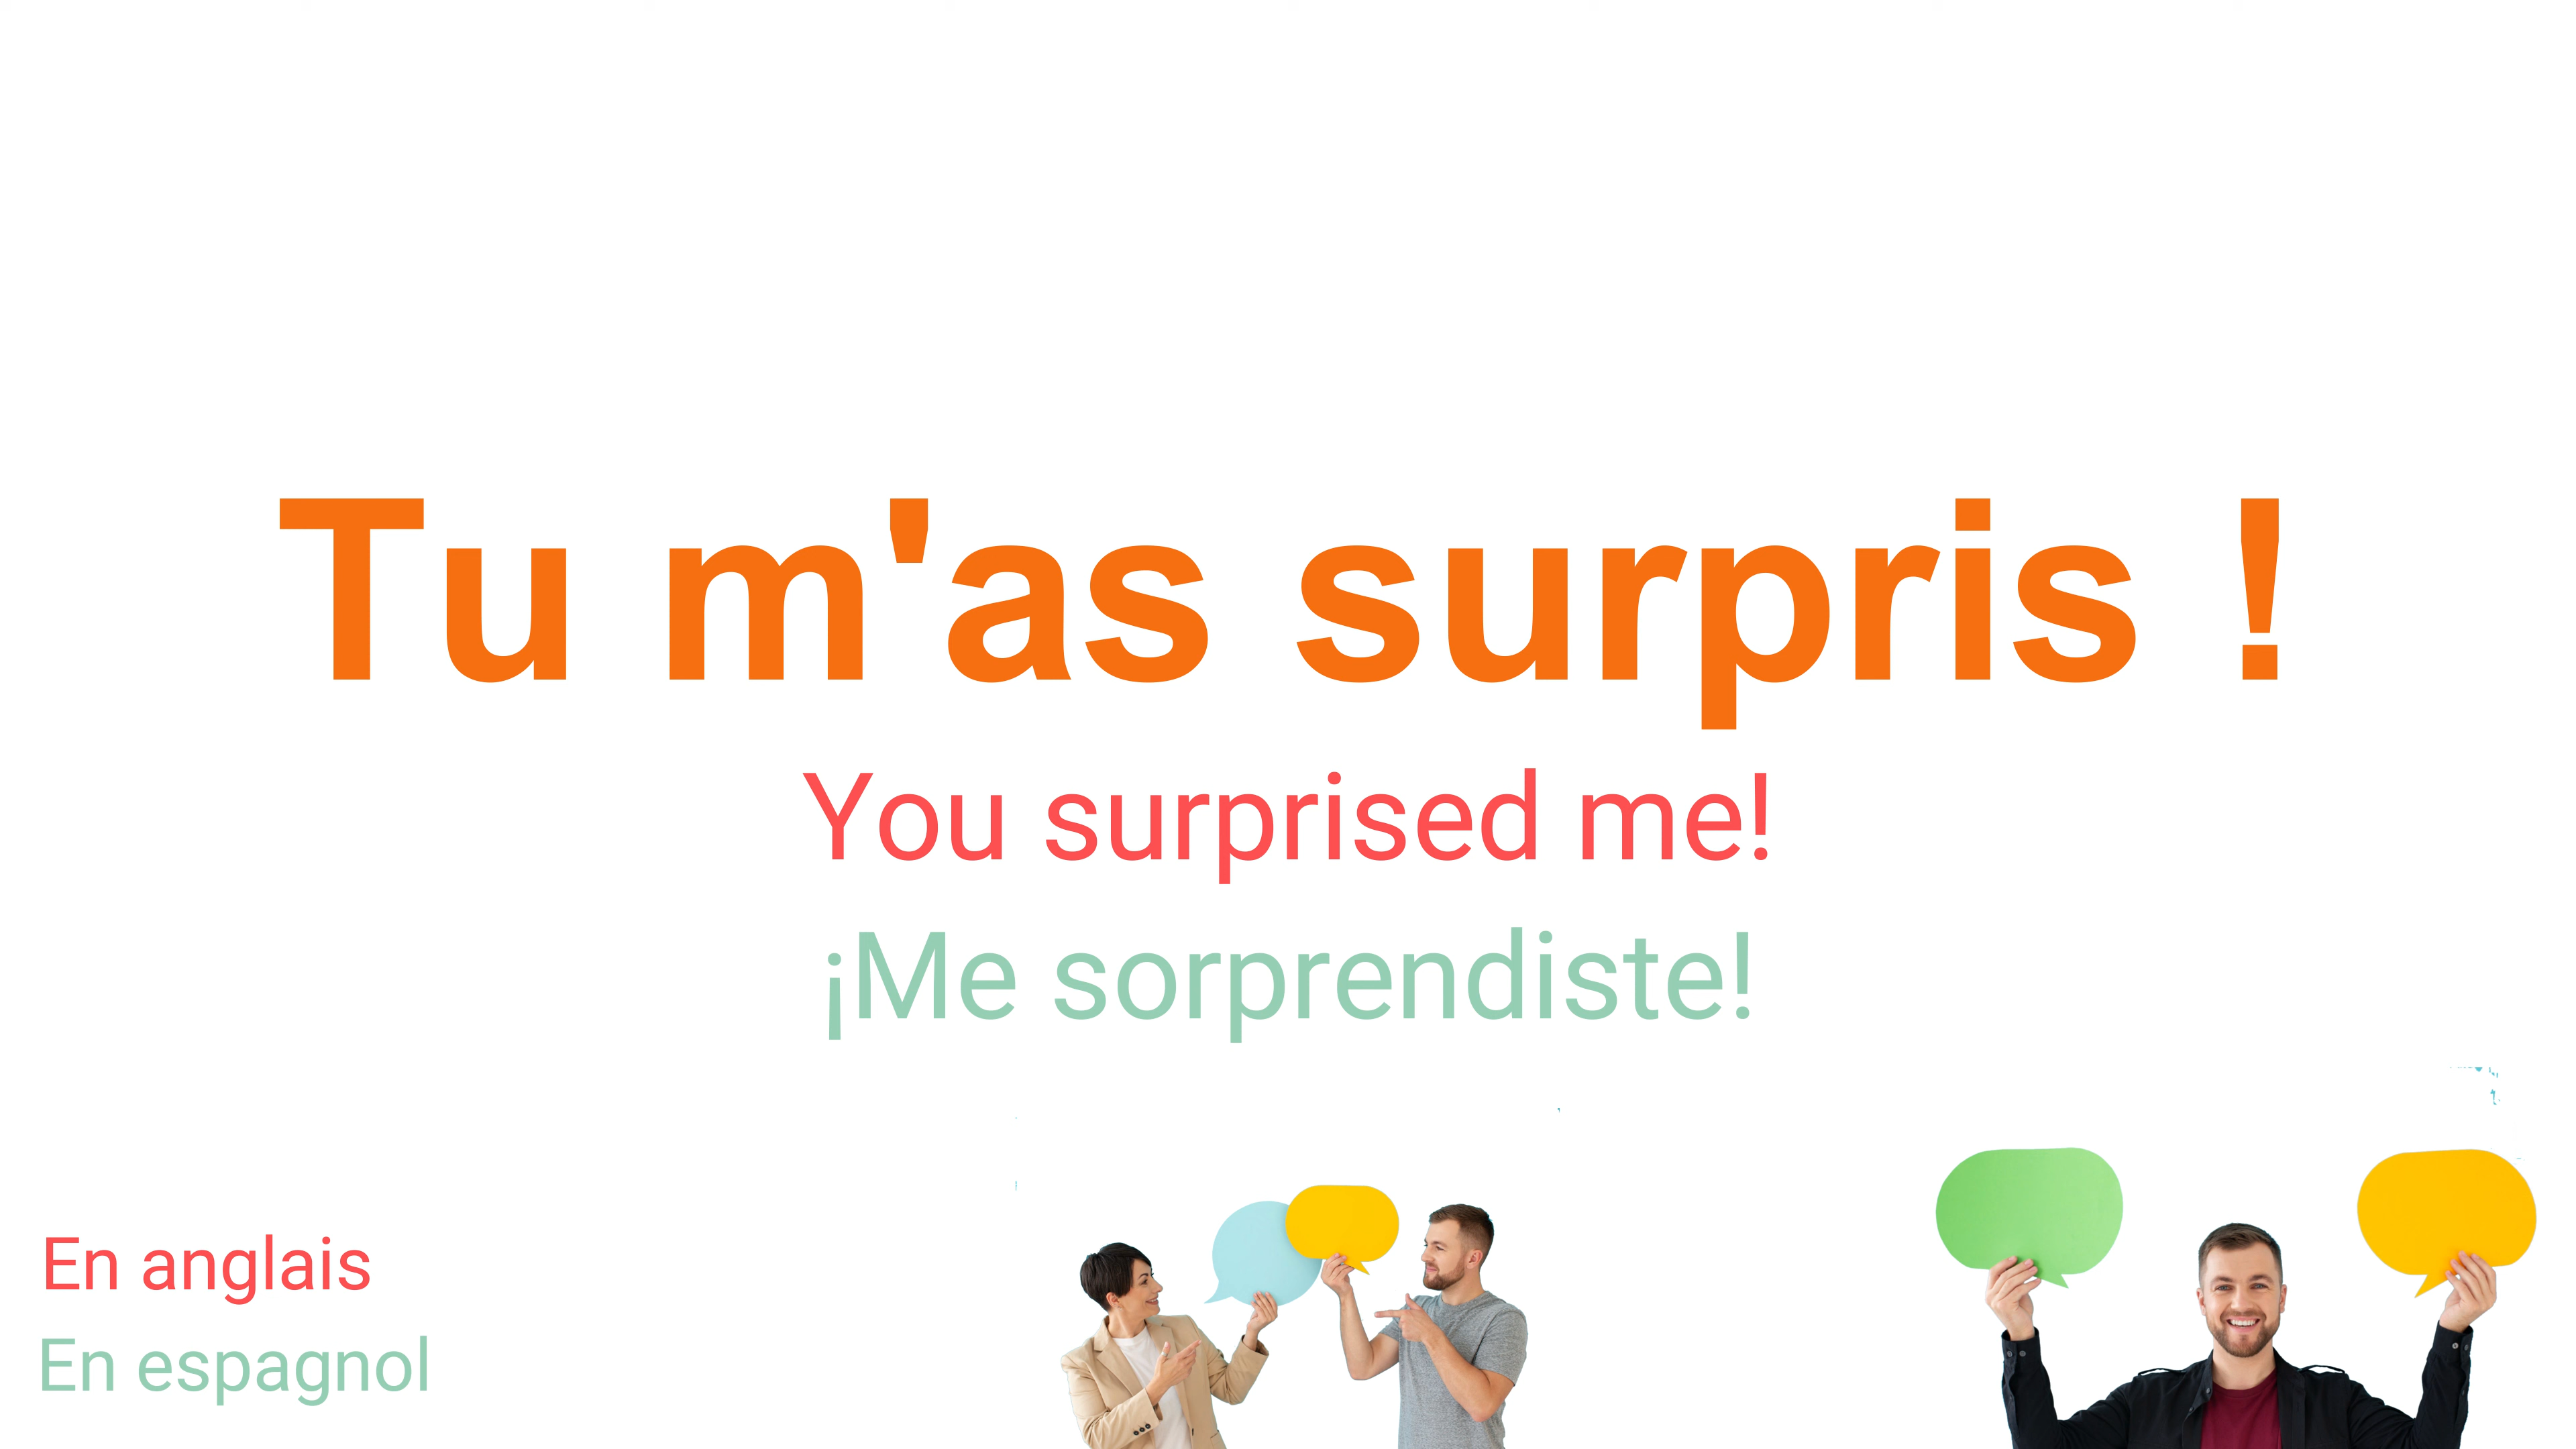 Tu m'as surpris !
You surprised me!
¡Me sorprendiste!
En anglais
En espagnol